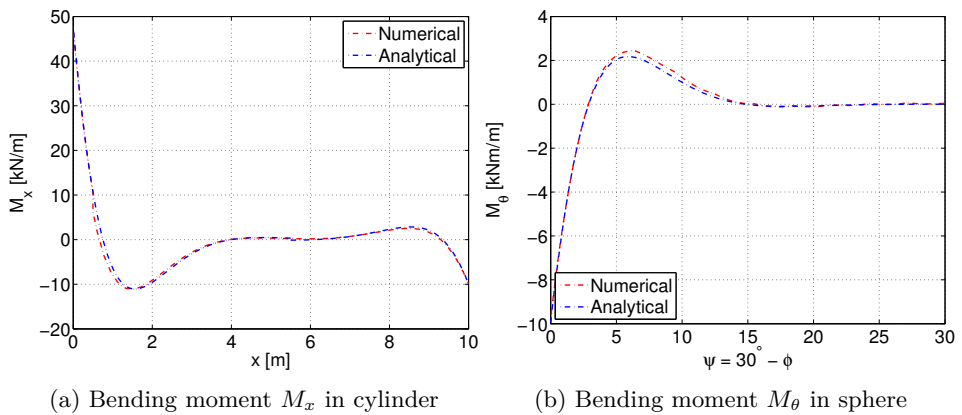 50
40
30
20
10
0
−10
−20
0
2
4
6
8
10
M_x [kN/m]
x [m]
Numerical
Analytical
4
2
0
−2
−4
−6
−8
−10
0
5
10
15
20
25
30
M_θ [kNm/m]
ψ = 30° − ϕ
Numerical
Analytical
(a) Bending moment M_x in cylinder
(b) Bending moment M_θ in sphere